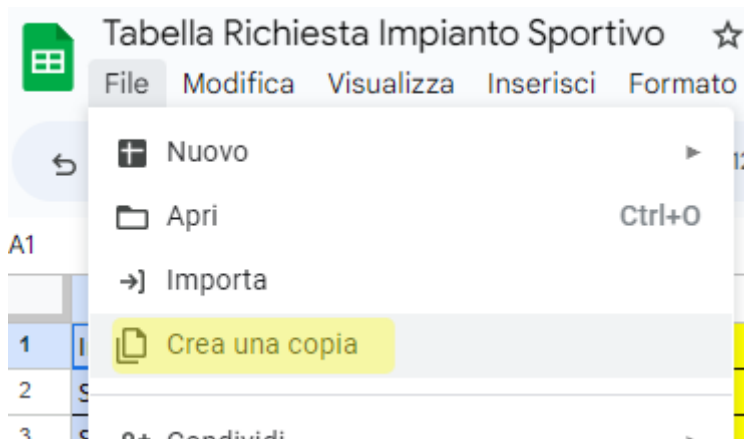 Tabella Richiesta Impianto Sportivo
File Modifica Visualizza Inserisci Formato
Nuovo
Apri Ctrl+O
A1
Importa
1 Crea una copia
2
3 Condividi